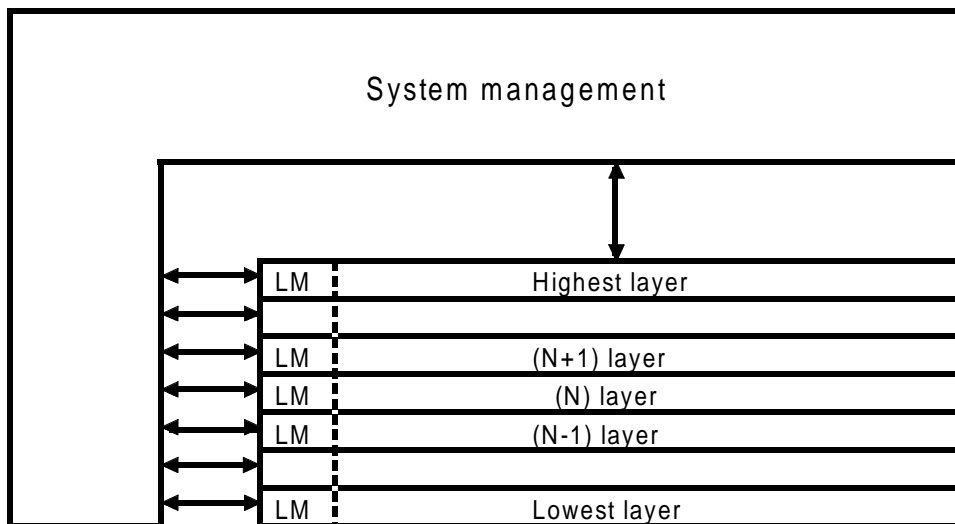 System management
LM Highest layer
LM (N+1) layer
LM (N) layer
LM (N-1) layer
LM Lowest layer